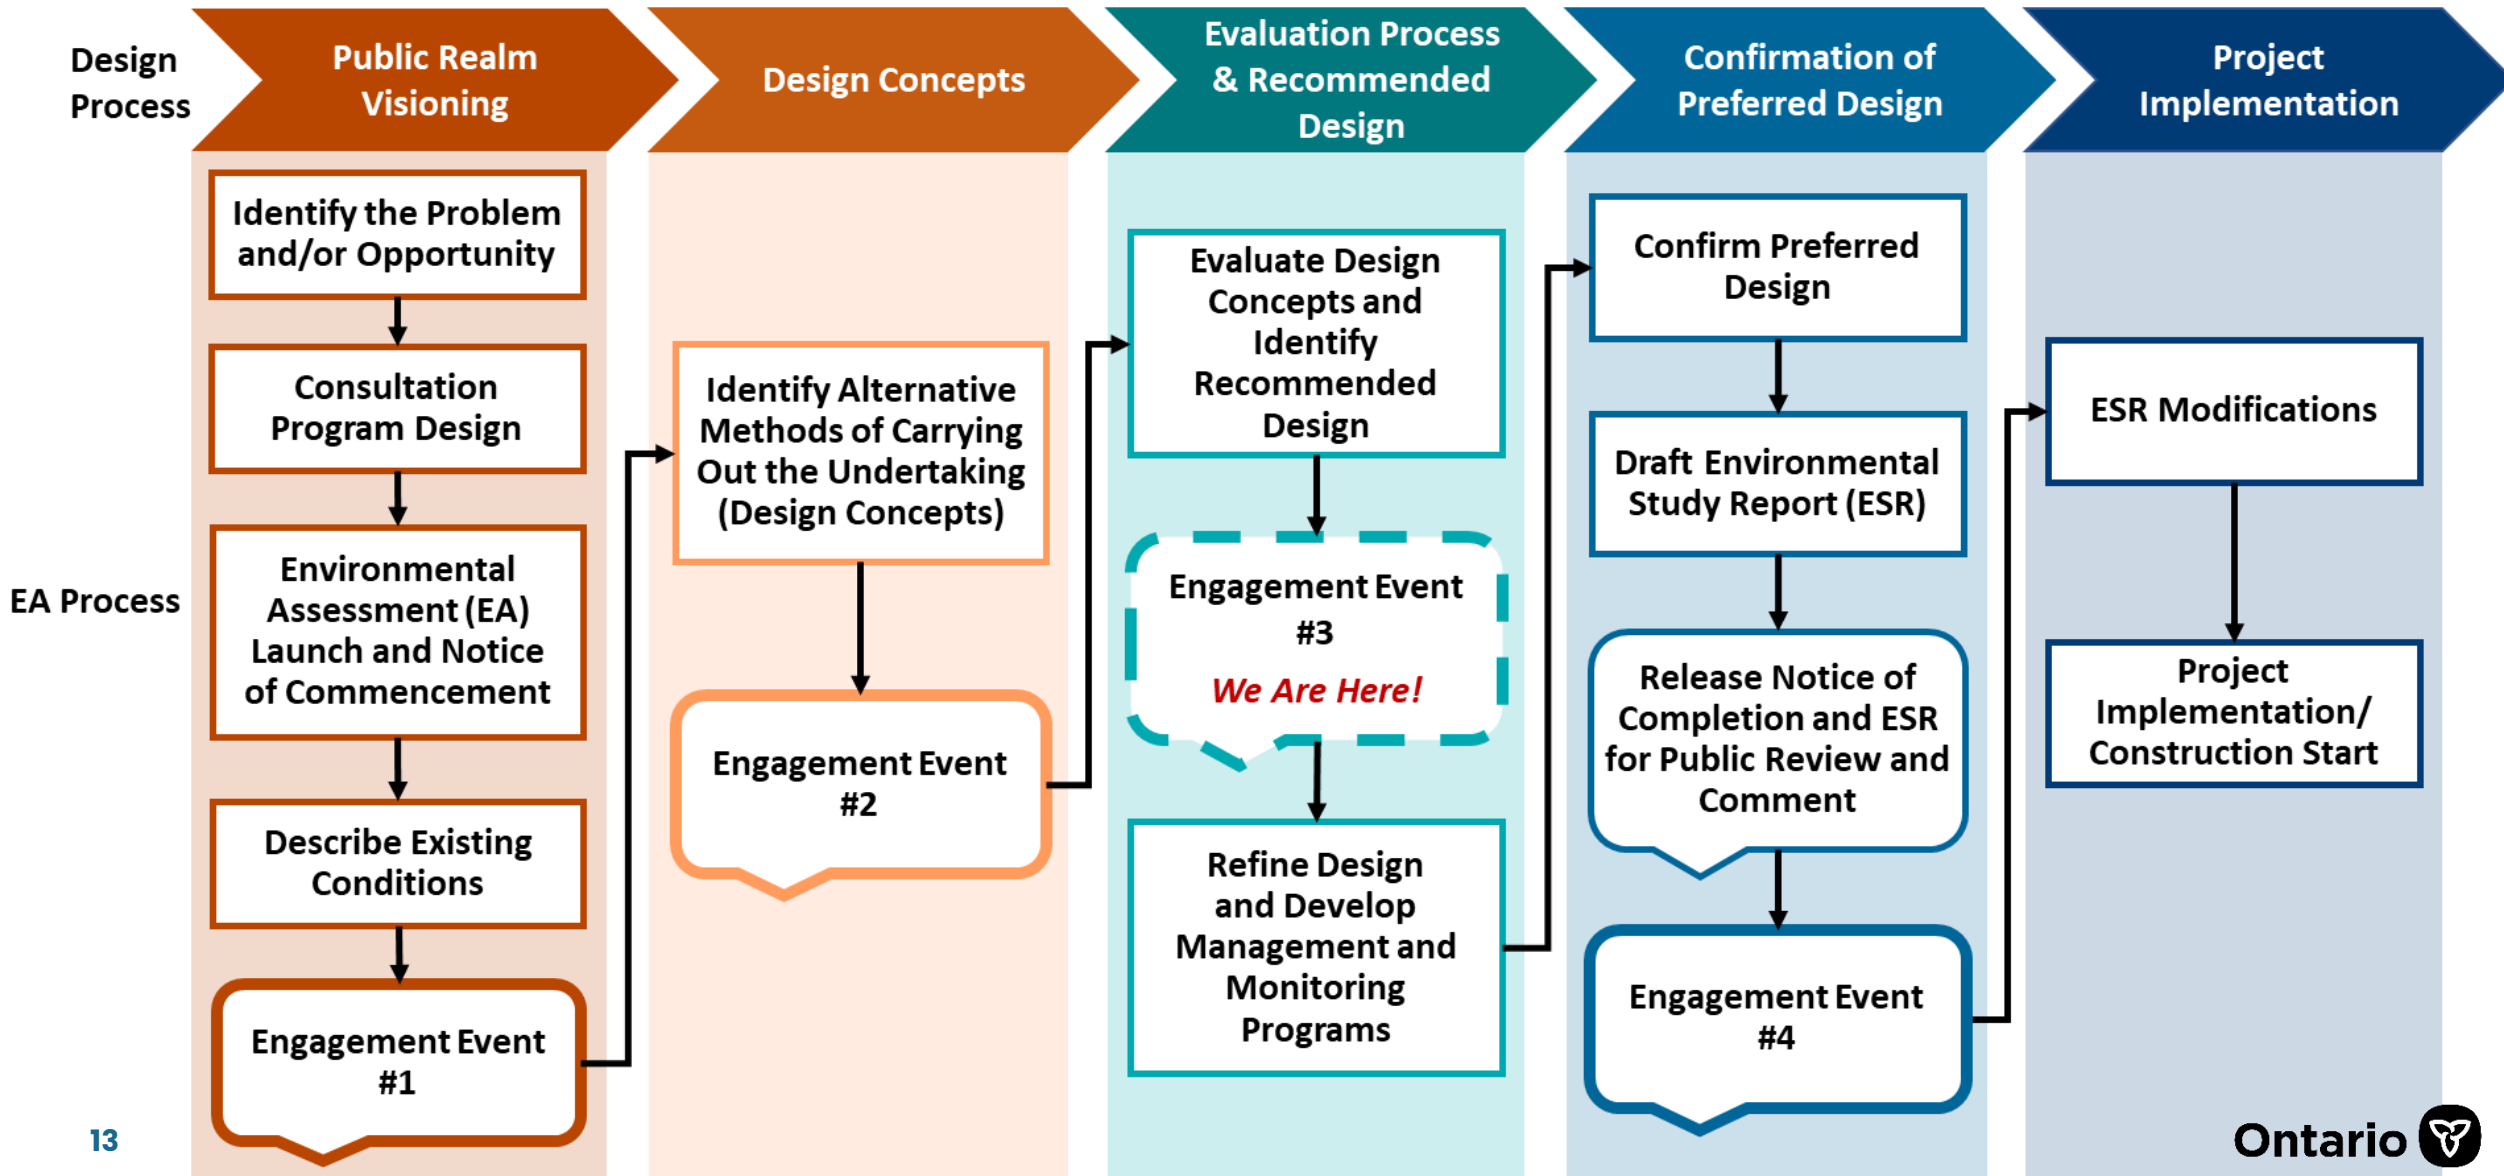 Design
Process
Public Realm
Visioning
Design Concepts
Evaluation Process
& Recommended
Design
Confirmation of
Preferred Design
Project
Implementation
EA Process
Identify the Problem
and/or Opportunity
Consultation
Program Design
Environmental
Assessment (EA)
Launch and Notice
of Commencement
Describe Existing
Conditions
Engagement Event
#1
Identify Alternative
Methods of Carrying
Out the Undertaking
(Design Concepts)
Engagement Event
#2
Evaluate Design
Concepts and
Identify
Recommended
Design
Engagement Event
#3
We Are Here!
Refine Design
and Develop
Management and
Monitoring
Programs
Confirm Preferred
Design
Draft Environmental
Study Report (ESR)
Release Notice of
Completion and ESR
for Public Review and
Comment
Engagement Event
#4
ESR Modifications
Project
Implementation/
Construction Start
13
Ontario